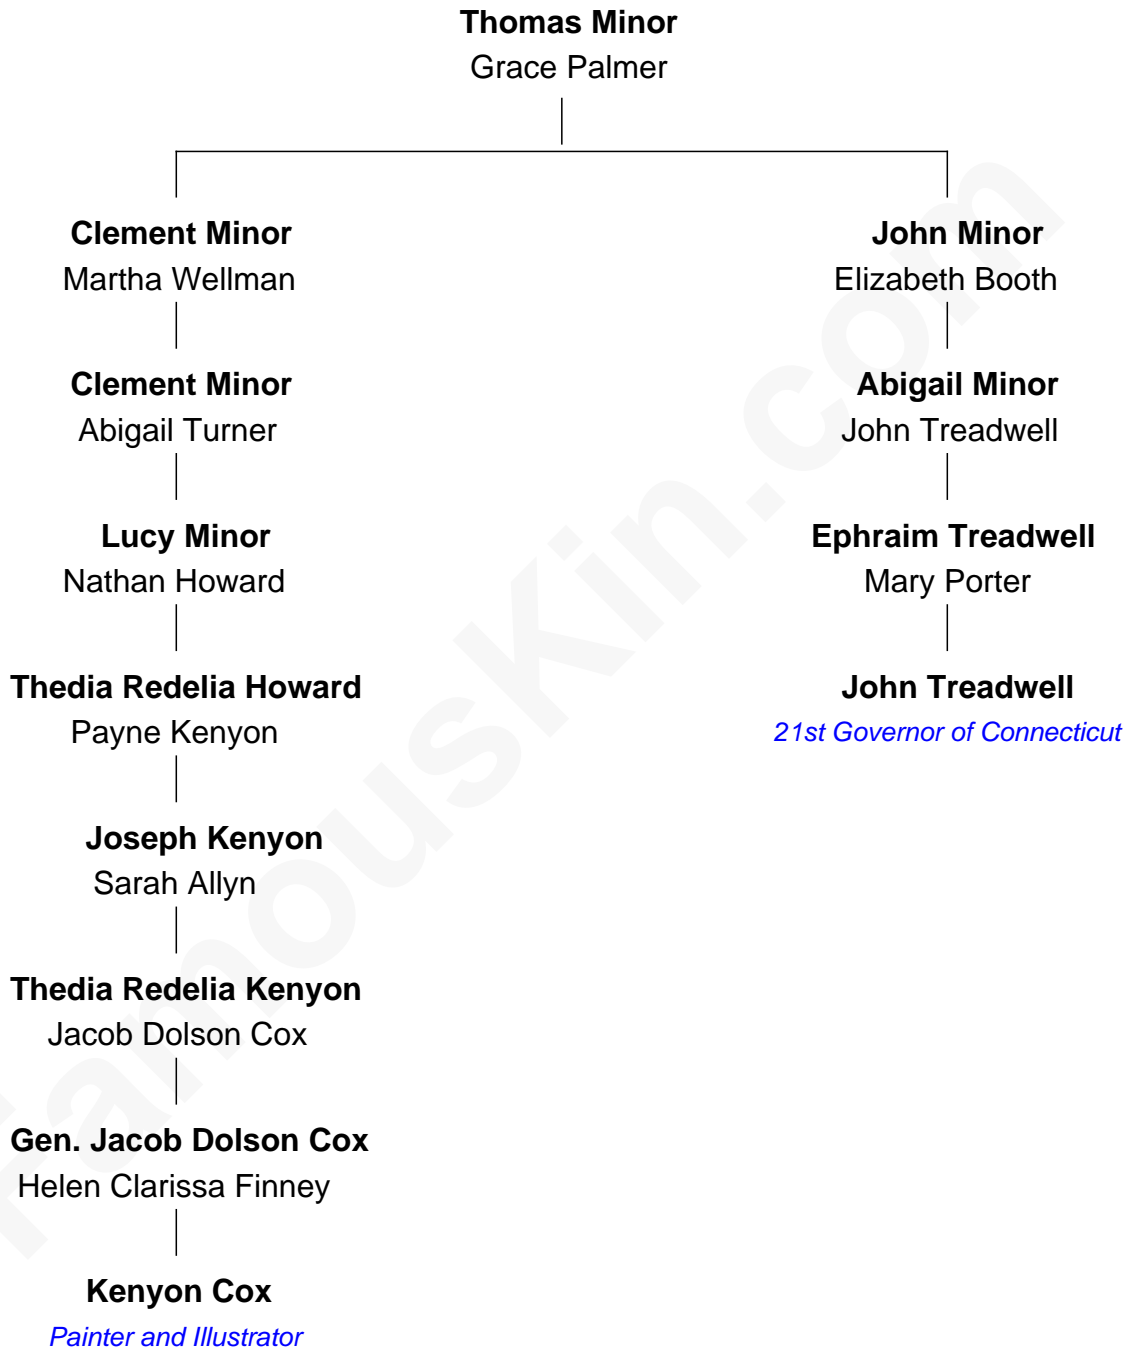 Thomas Minor
Grace Palmer
Clement Minor
Martha Wellman
John Minor
Elizabeth Booth
Clement Minor
Abigail Turner
Abigail Minor
John Treadwell
Lucy Minor
Nathan Howard
Ephraim Treadwell
Mary Porter
Thedia Redelia Howard
Payne Kenyon
John Treadwell
21st Governor of Connecticut
Joseph Kenyon
Sarah Allyn
Thedia Redelia Kenyon
Jacob Dolson Cox
Gen. Jacob Dolson Cox
Helen Clarissa Finney
Kenyon Cox
Painter and Illustrator
FamousKin.com